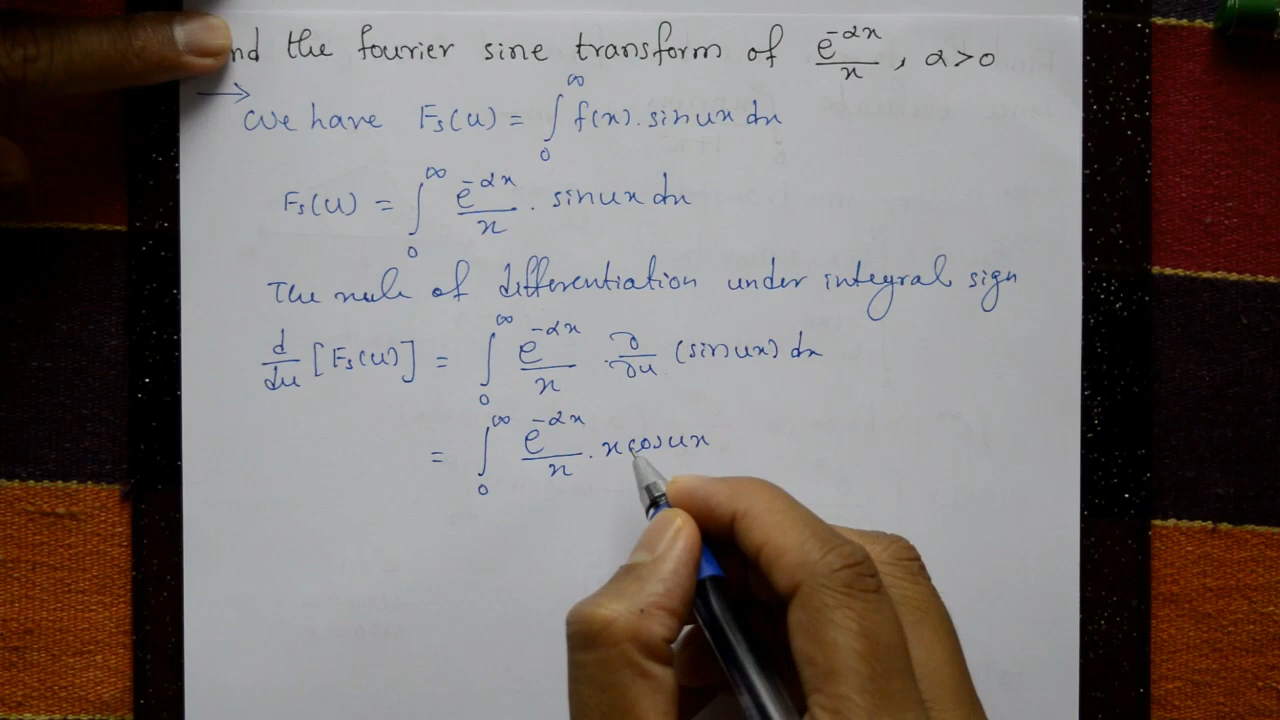 nd the fourier sine transform of e^{-αx}/x, α>0
→ We have F_s(u) = ∫_0^∞ f(x). sinux dx
F_s(u) = ∫_0^∞ e^{-αx}/x . sinux dx
The rule of differentiation under integral sign
d/du [F_s(u)] = ∫_0^∞ e^{-αx}/x . ∂/∂u (sinux) dx
= ∫_0^∞ e^{-αx}/x . x cosux